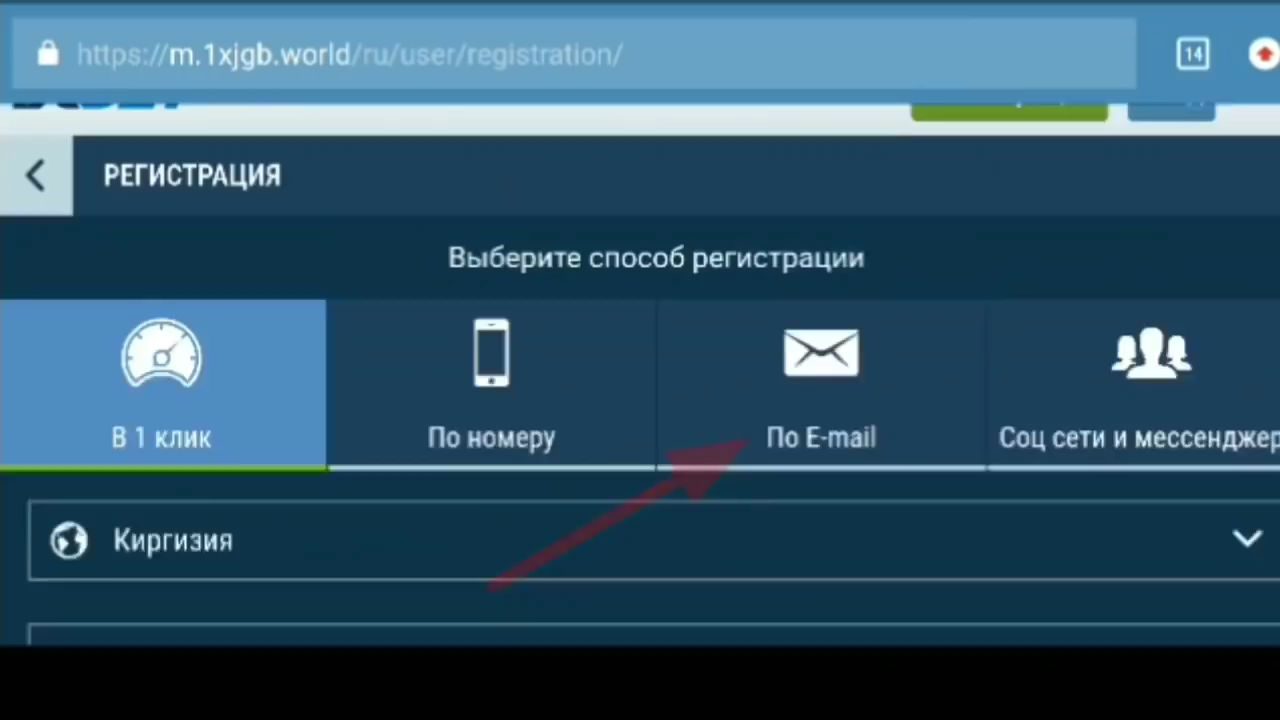 https://m.1xjgb.world/ru/user/registration/
14
РЕГИСТРАЦИЯ
Выберите способ регистрации
В 1 клик
По номеру
По E-mail
Соц сети и мессенджер
Киргизия